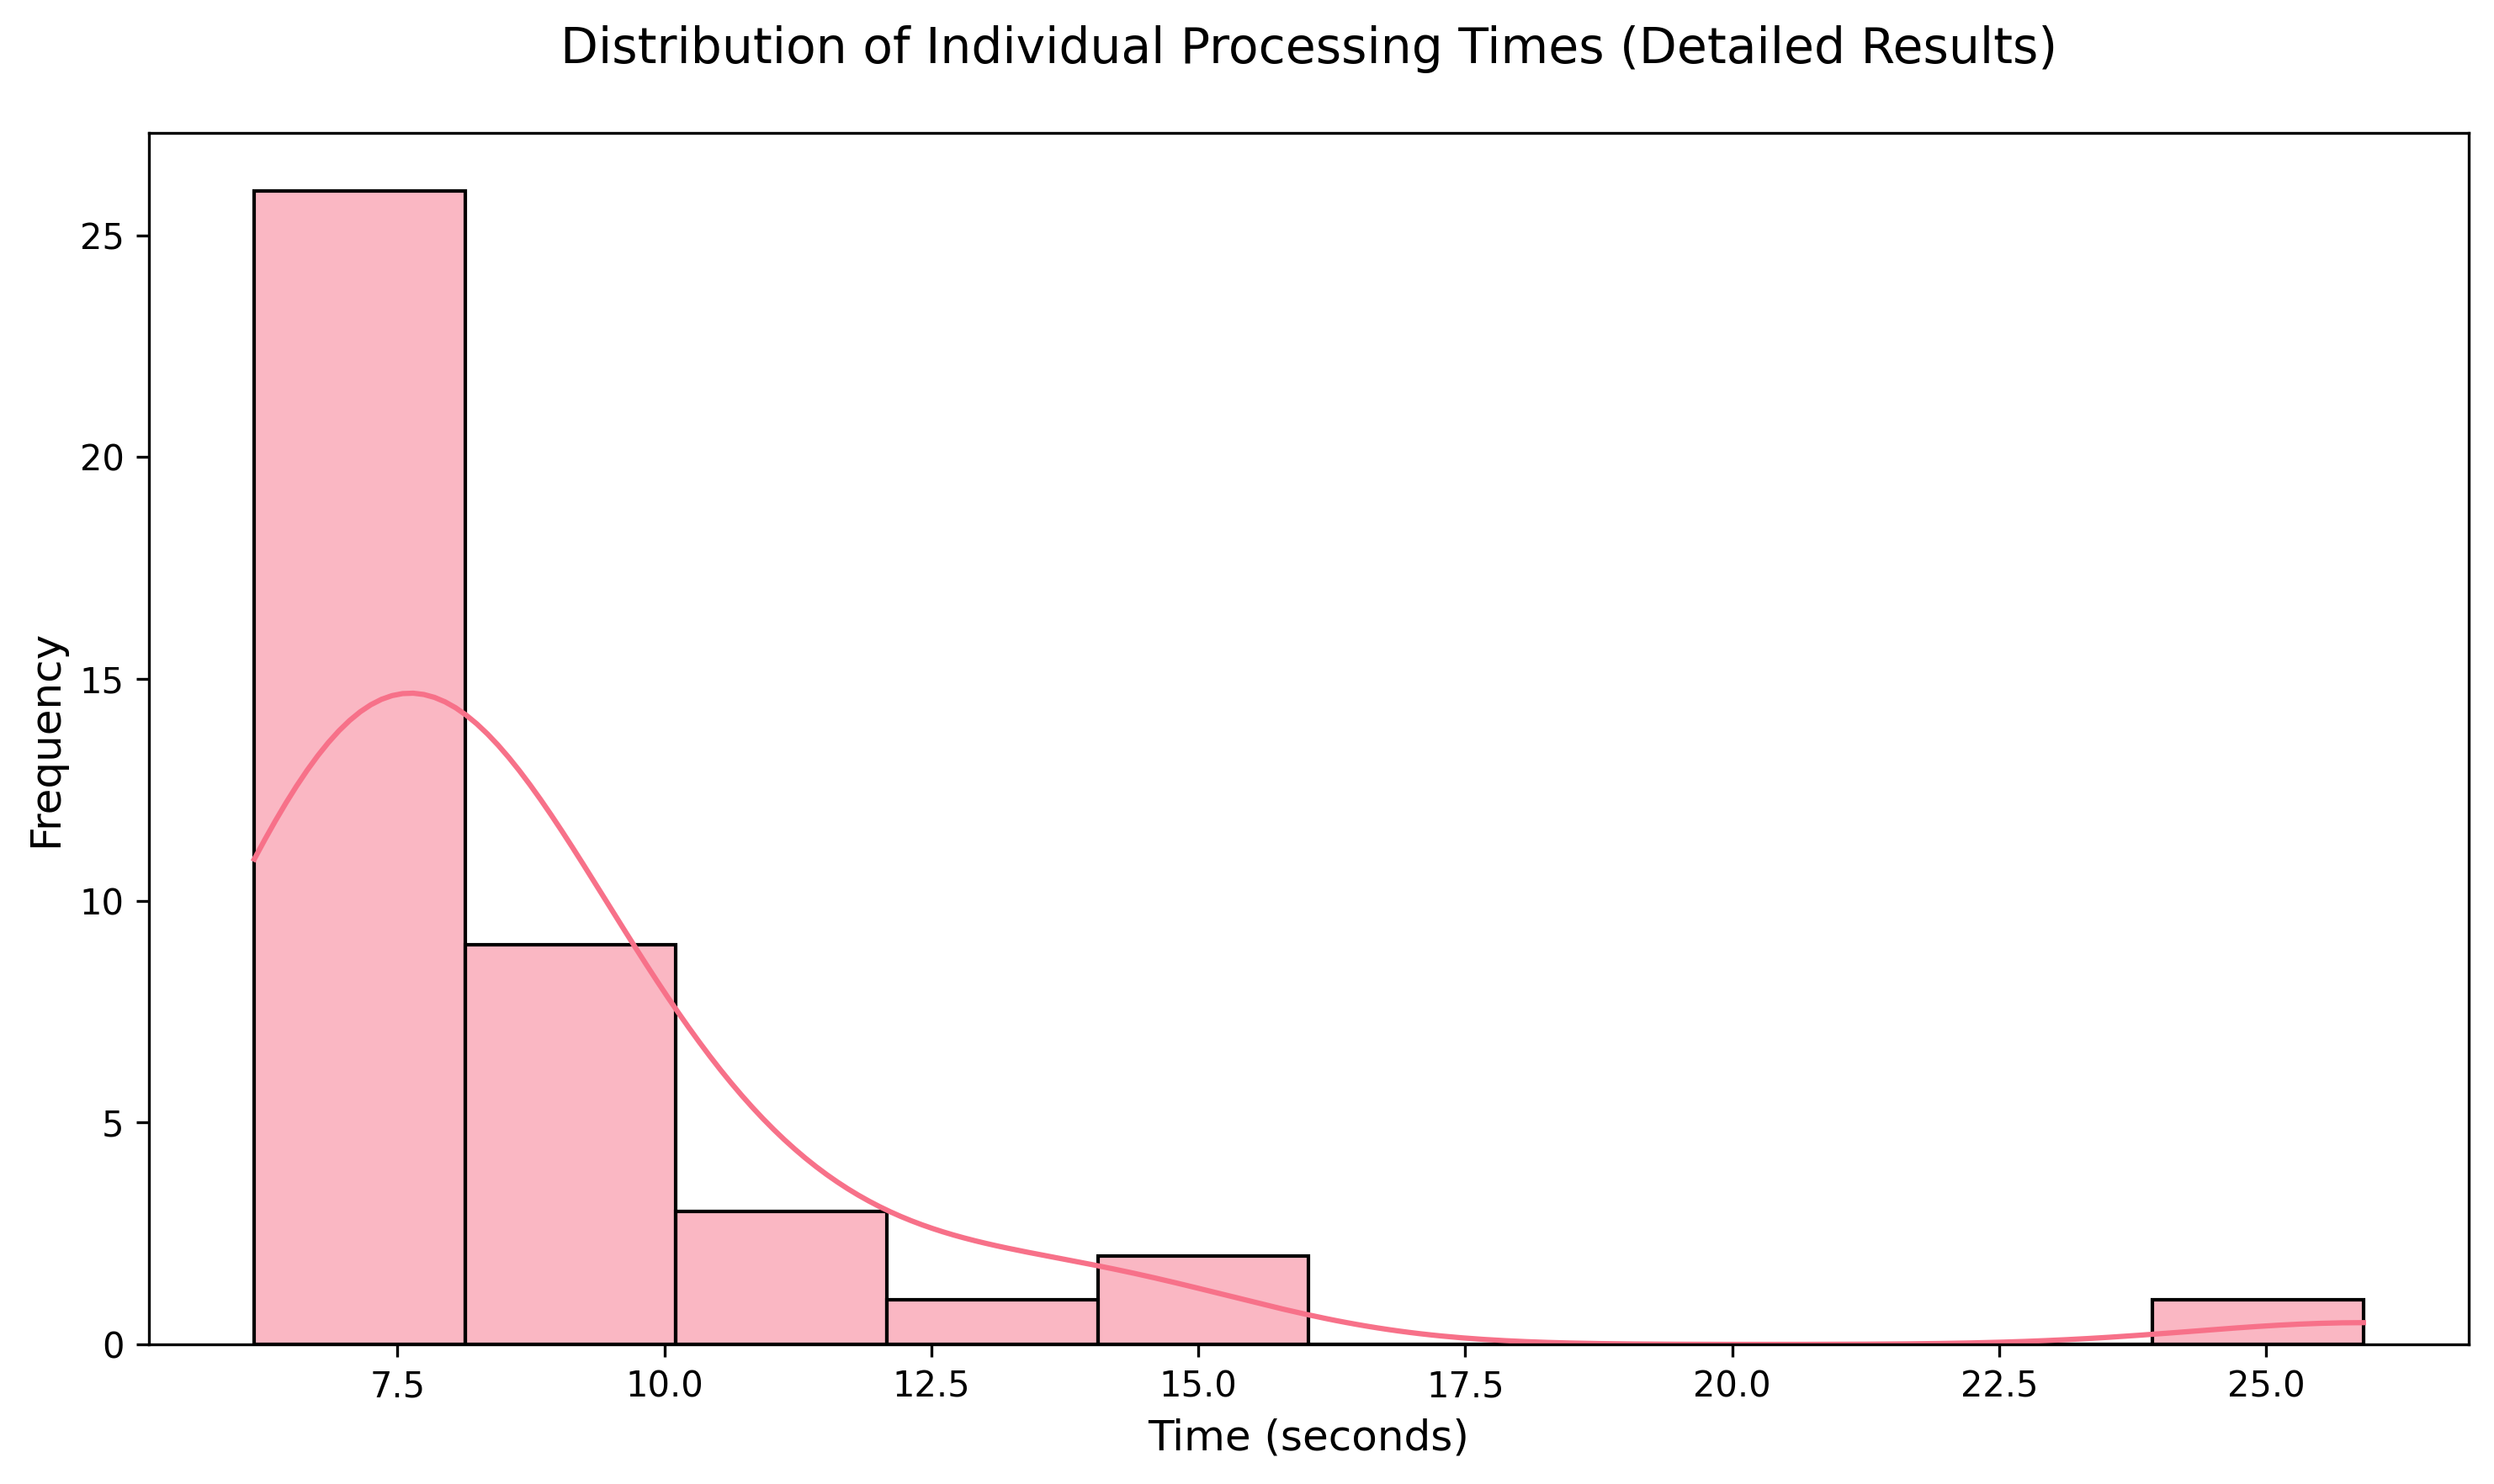 Distribution of Individual Processing Times (Detailed Results)
Frequency
25
20
15
10
5
0
7.5 10.0 12.5 15.0 17.5 20.0 22.5 25.0
Time (seconds)